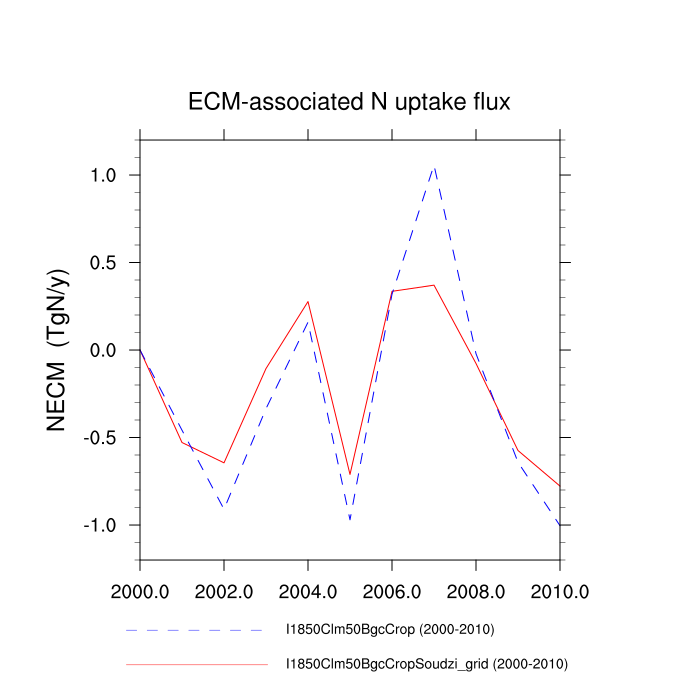 ECM-associated N uptake flux
NECM (TgN/y)
1.0
0.5
0.0
-0.5
-1.0
2000.0 2002.0 2004.0 2006.0 2008.0 2010.0
I1850Clm50BgcCrop (2000-2010)
I1850Clm50BgcCropSoudzi_grid (2000-2010)